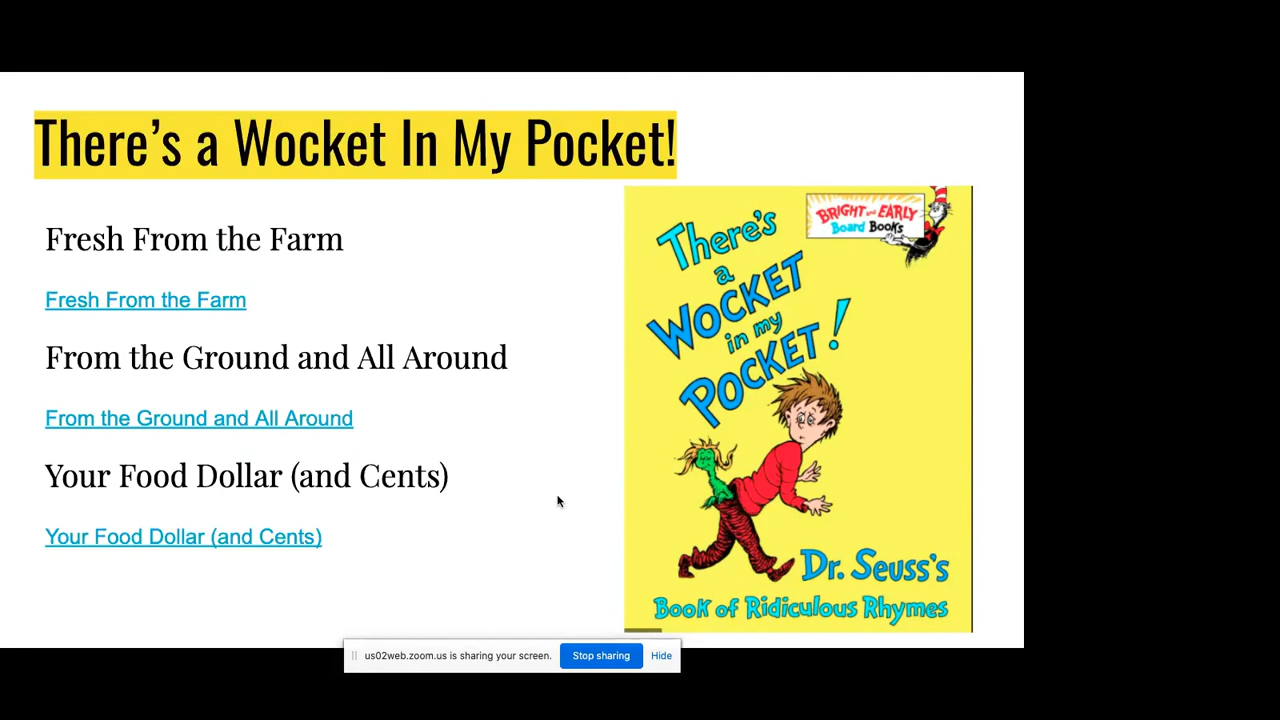 There's a Wocket In My Pocket!
Fresh From the Farm
Fresh From the Farm
From the Ground and All Around
From the Ground and All Around
Your Food Dollar (and Cents)
Your Food Dollar (and Cents)
BRIGHT and EARLY
Board Books
There's
a
WOCKET
in my
POCKET!
Dr. Seuss's
Book of Ridiculous Rhymes
us02web.zoom.us is sharing your screen. Stop sharing Hide